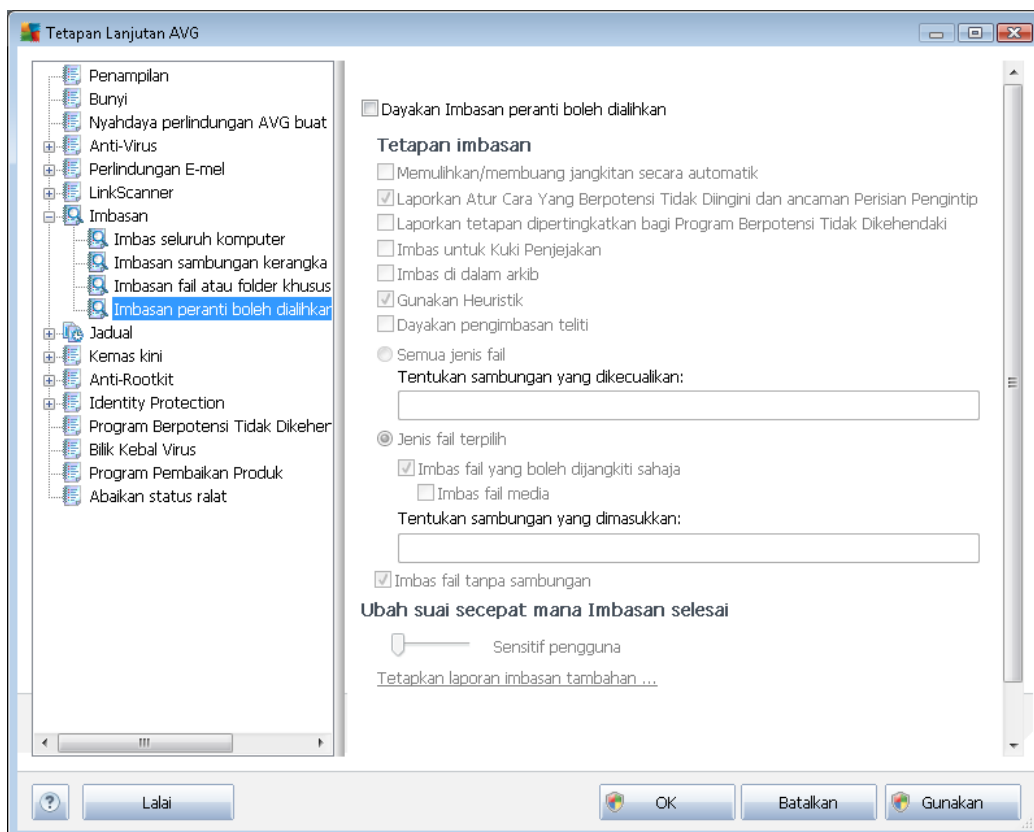 Tetapan Lanjutan AVG
Penampilan
Bunyi
Nyahdaya perlindungan AVG buat
Anti-Virus
Perlindungan E-mel
LinkScanner
Imbasan
Imbas seluruh komputer
Imbasan sambungan kerangka
Imbasan fail atau folder khusus
Imbasan peranti boleh dialihkan
Jadual
Kemas kini
Anti-Rootkit
Identity Protection
Program Berpotensi Tidak Dikeher
Bilik Kebal Virus
Program Pembaikan Produk
Abaikan status ralat
Dayakan Imbasan peranti boleh dialihkan
Tetapan imbasan
Memulihkan/membuang jangkitan secara automatik
Laporkan Atur Cara Yang Berpotensi Tidak Diingini dan ancaman Perisian Pengintip
Laporkan tetapan dipertingkatkan bagi Program Berpotensi Tidak Dikehendaki
Imbas untuk Kuki Penjejakan
Imbas di dalam arkib
Gunakan Heuristik
Dayakan pengimbasan teliti
Semua jenis fail
Tentukan sambungan yang dikecualikan:
Jenis fail terpilih
Imbas fail yang boleh dijangkiti sahaja
Imbas fail media
Tentukan sambungan yang dimasukkan:
Imbas fail tanpa sambungan
Ubah suai secepat mana Imbasan selesai
Sensitif pengguna
Tetapkan laporan imbasan tambahan ...
? Lalai OK Batalkan Gunakan